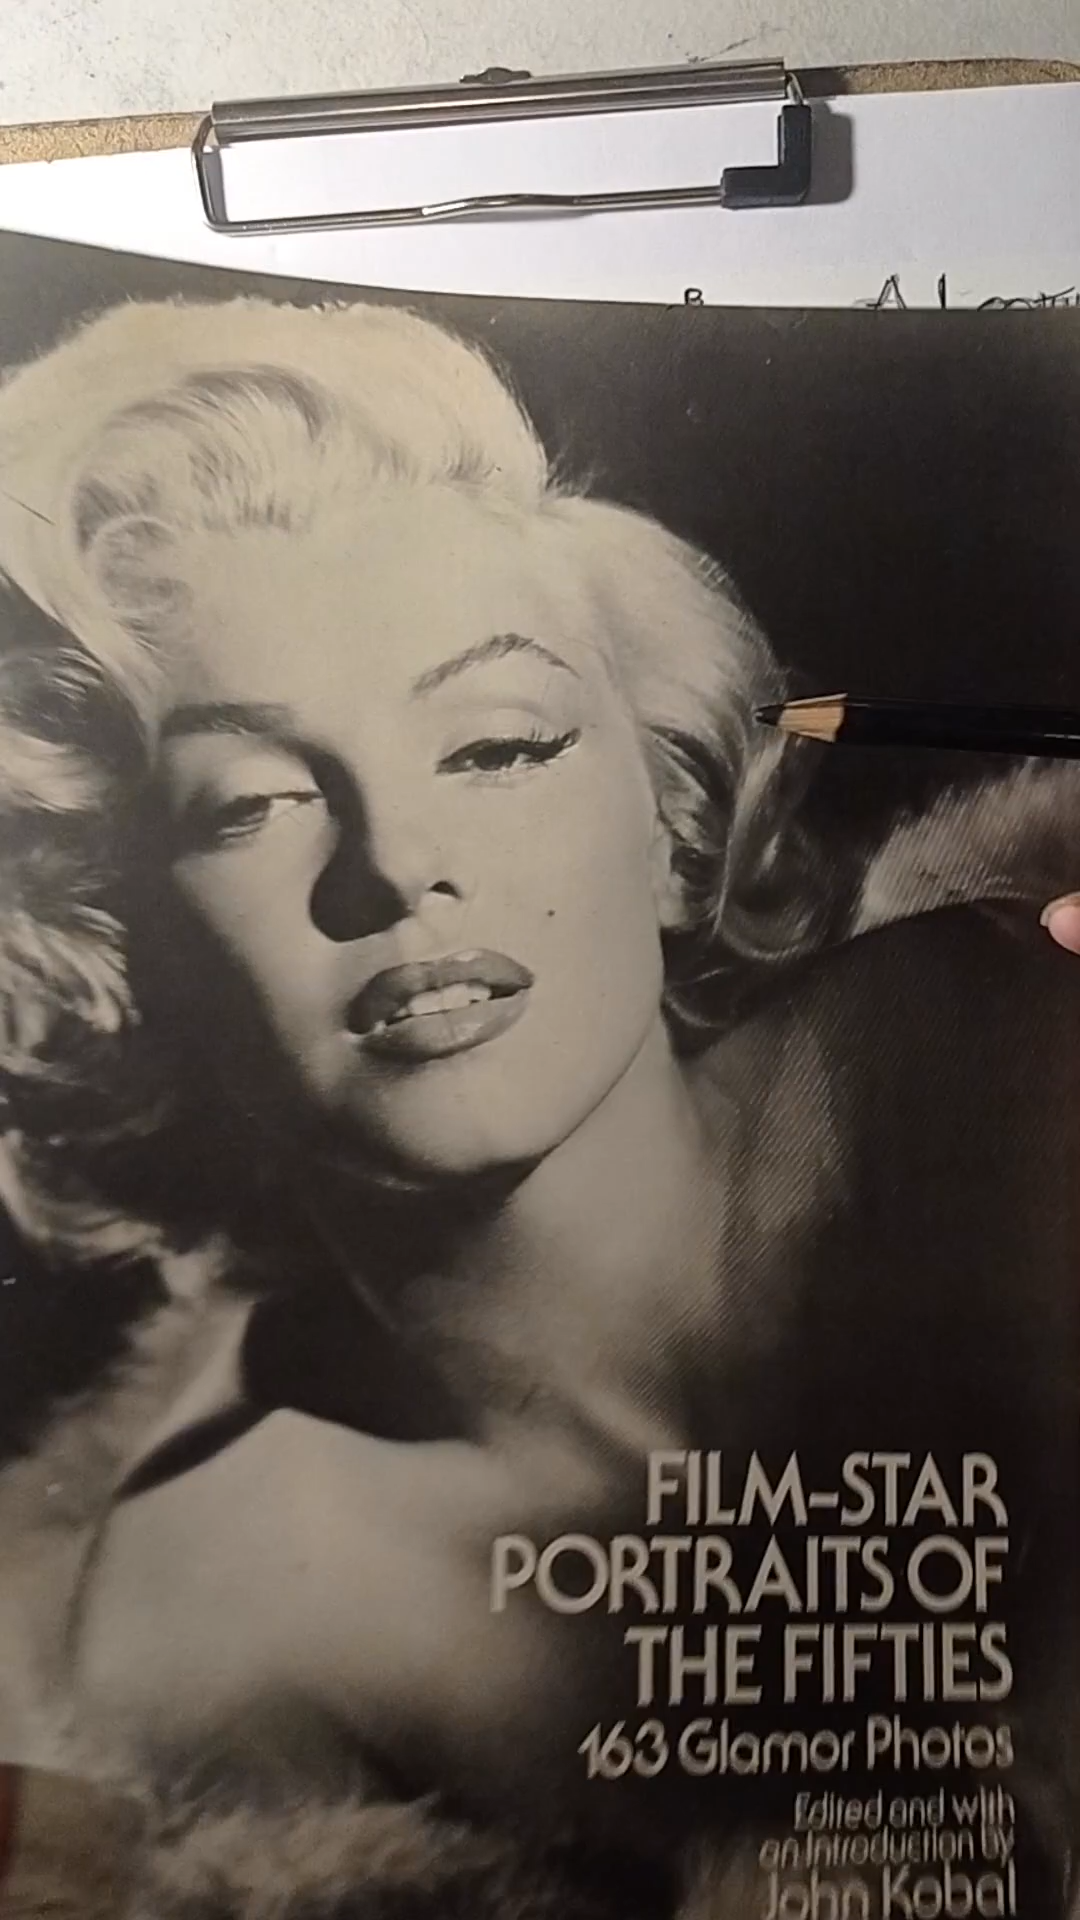 B
FILM-STAR
PORTRAITS OF
THE FIFTIES
163 Glamor Photos
Edited and with
an Introduction by
John Kobal